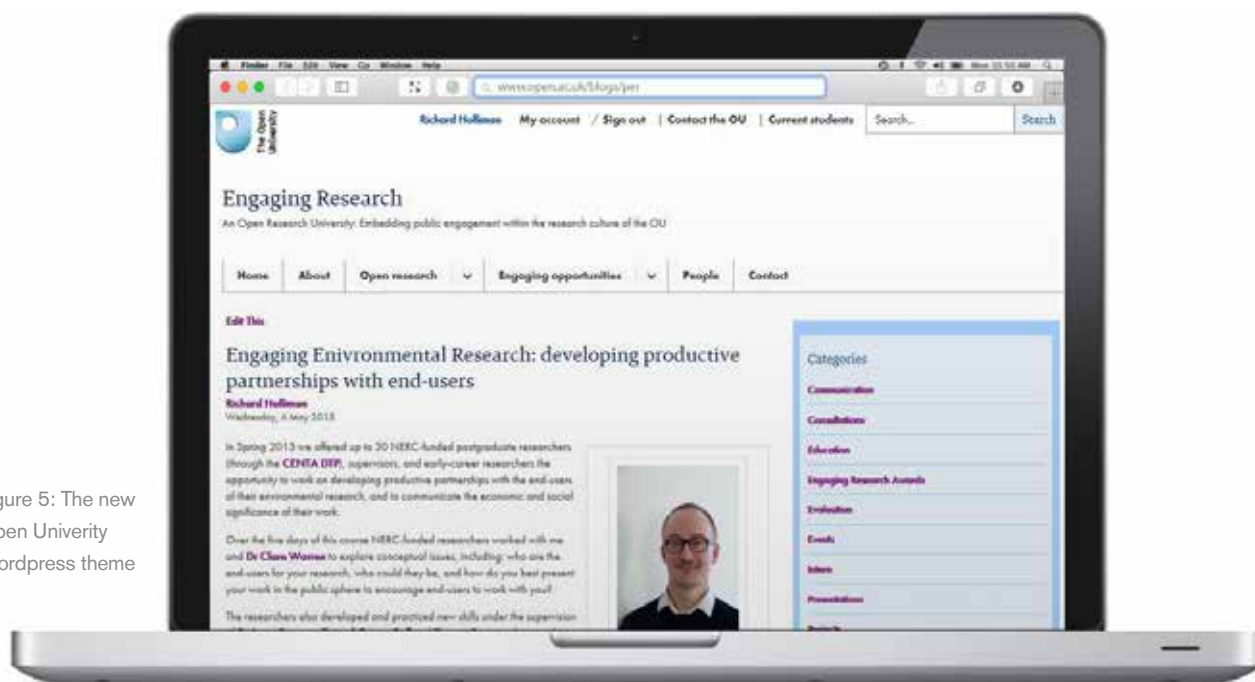 Finder File Edit View Go Window Help
www.open.ac.uk/blogs/per
The Open
University
Richard Holliman My account / Sign out | Contact the OU | Current students Search... Search
Engaging Research
An Open Research University: Embedding public engagement within the research culture of the OU
Home About Open research Engaging opportunities People Contact
Edit This
Engaging Enivronmental Research: developing productive
partnerships with end-users
Richard Holliman
Wednesday, 6 May 2015
In Spring 2015 we offered up to 20 NERC-funded postgraduate researchers
(through the CENTA DTP), supervisors, and early-career researchers the
opportunity to work on developing productive partnerships with the end-users
of their environmental research, and to communicate the economic and social
significance of their work.
Over the five days of this course NERC-funded researchers worked with me
and Dr Clare Warren to explore conceptual issues, including: who are the
end-users for your research, who could they be, and how do you best present
your work in the public sphere to encourage end-users to work with you?
The researchers also developed and practiced new skills under the supervision
Categories
Communication
Consultations
Education
Engaging Research Awards
Evaluation
Events
Intern
Presentations
gure 5: The new
pen Univerity
ordpress theme